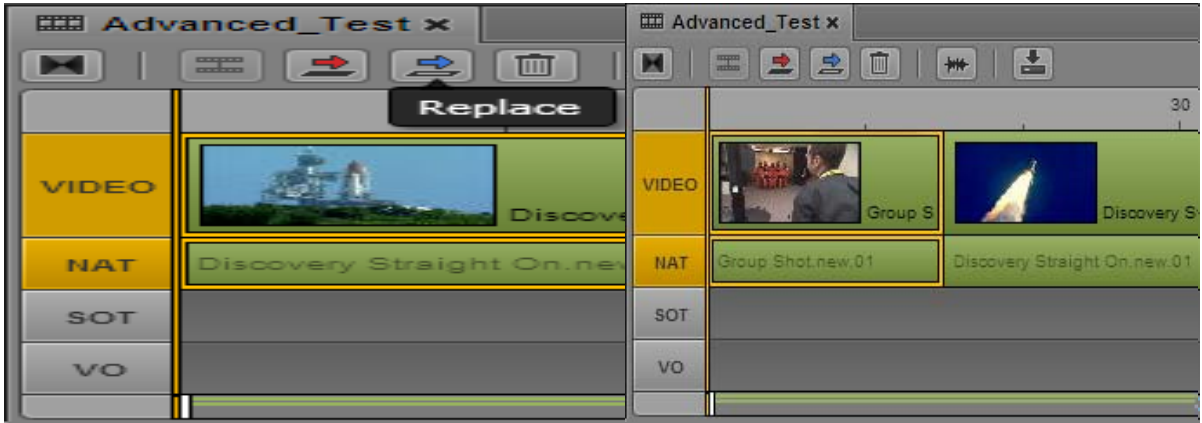 Advanced_Test ×
Replace
VIDEO
Discove
NAT
Discovery Straight On.new
SOT
VO
Advanced_Test ×
30
VIDEO
Group S
Discovery S
NAT
Group Shot.new.01
Discovery Straight On.new.01
SOT
VO